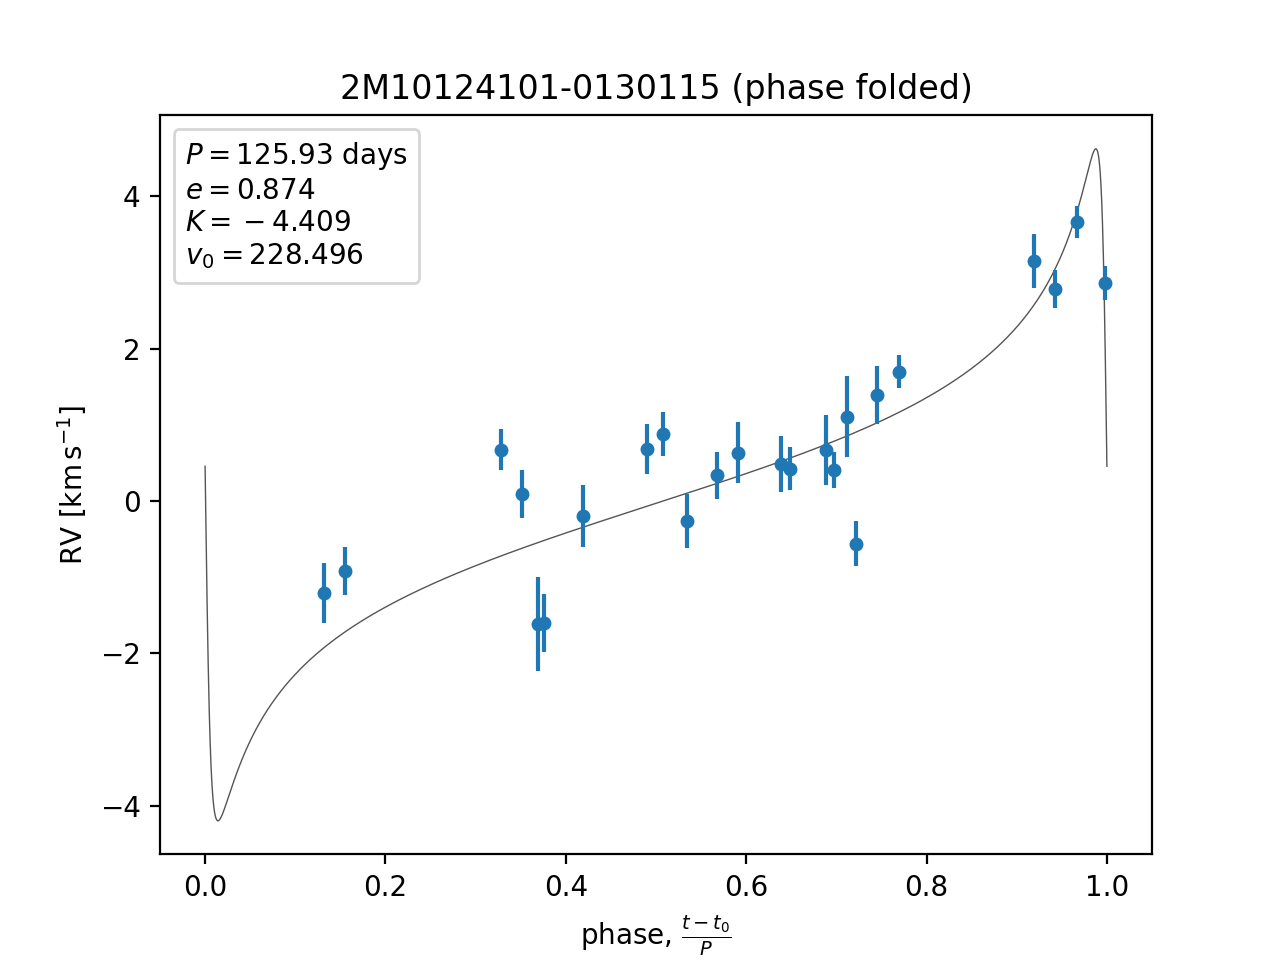 2M10124101-0130115 (phase folded)
P = 125.93 days
e = 0.874
K = −4.409
v₀ = 228.496
4
2
0
−2
−4
RV [km s⁻¹]
0.0 0.2 0.4 0.6 0.8 1.0
phase, (t − t₀)/P